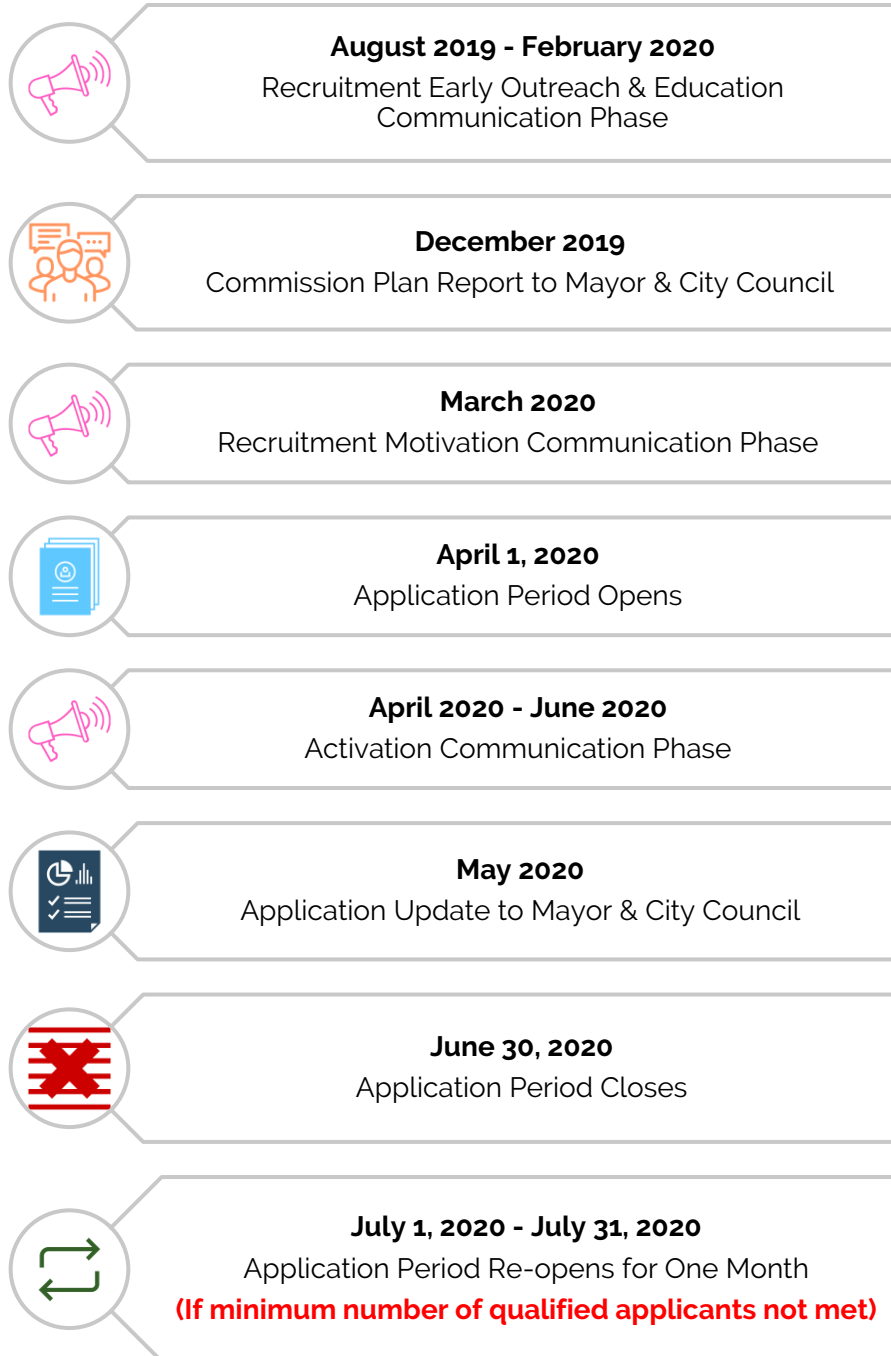 August 2019 - February 2020
Recruitment Early Outreach & Education
Communication Phase
December 2019
Commission Plan Report to Mayor & City Council
March 2020
Recruitment Motivation Communication Phase
April 1, 2020
Application Period Opens
April 2020 - June 2020
Activation Communication Phase
May 2020
Application Update to Mayor & City Council
June 30, 2020
Application Period Closes
July 1, 2020 - July 31, 2020
Application Period Re-opens for One Month
(If minimum number of qualified applicants not met)